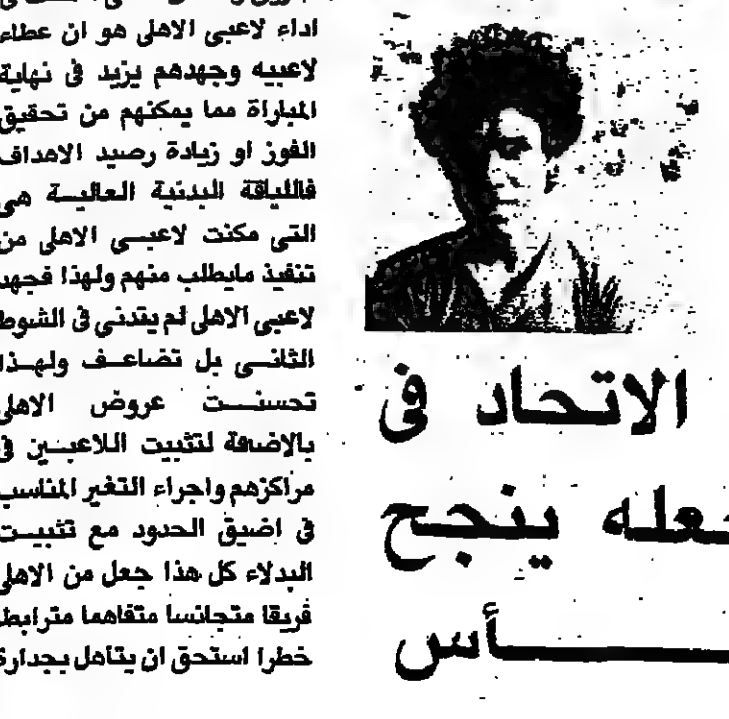 الاتحاد فى
ينجح
أس
اداء لاعبى الاهلى هو ان عطاء
لاعبيه وجهدهم يزيد فى نهاية
المباراة مما يمكنهم من تحقيق
الفوز او زيادة رصيد الاهداف
فاللياقة البدنية العالية هى
التى مكنت لاعبى الاهلى من
تنفيذ مايطلب منهم ولهذا فجهد
لاعبى الاهلى لم يتدنى فى الشوط
الثانى بل تضاعف ولهذا
تحسنت عروض الاهلى
بالاضافة لتثبيت اللاعبين فى
مراكزهم واجراء التغير المناسب
فى اضيق الحدود مع تثبيت
البدلاء كل هذا جعل من الاهلى
فريقا متجانسا متفاهما مترابطا
خطرا استحق ان يتاهل بجدارة